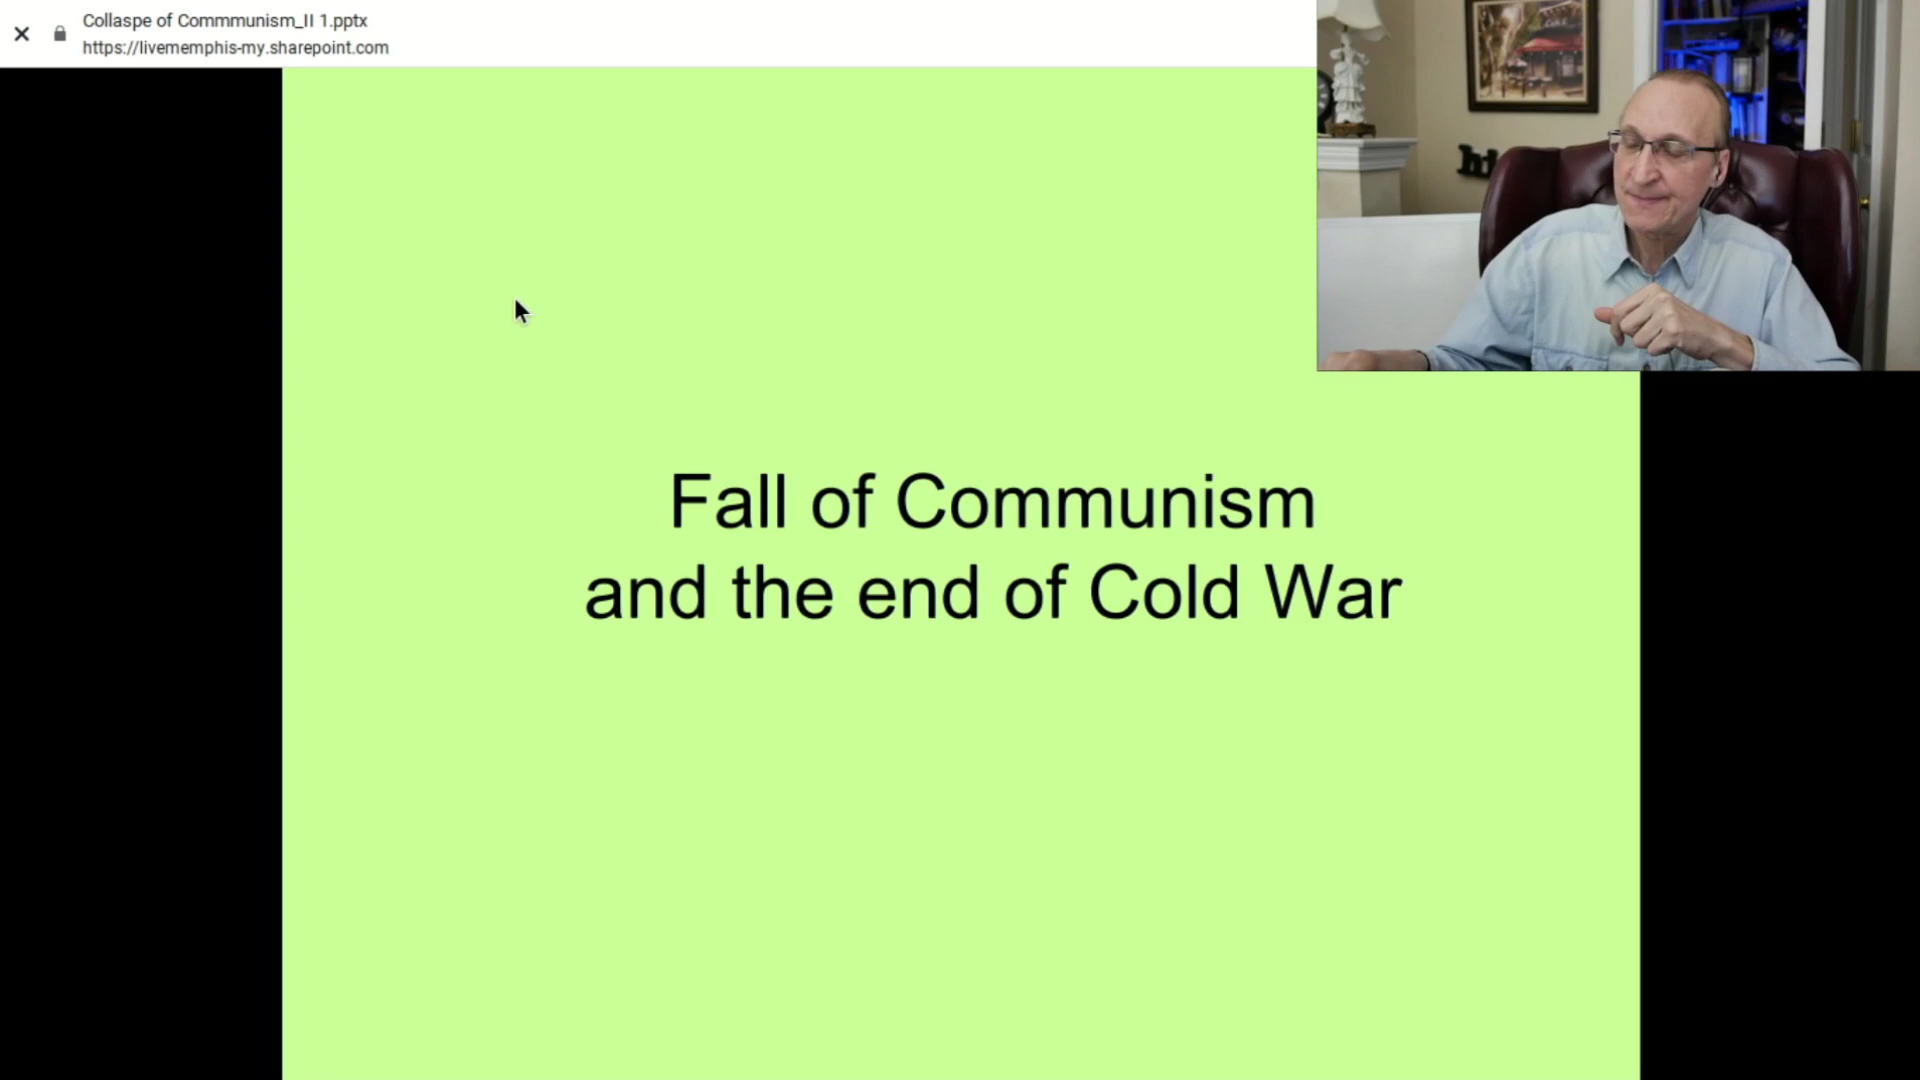 Collaspe of Commmunism_II 1.pptx
https://livememphis-my.sharepoint.com
Fall of Communism
and the end of Cold War